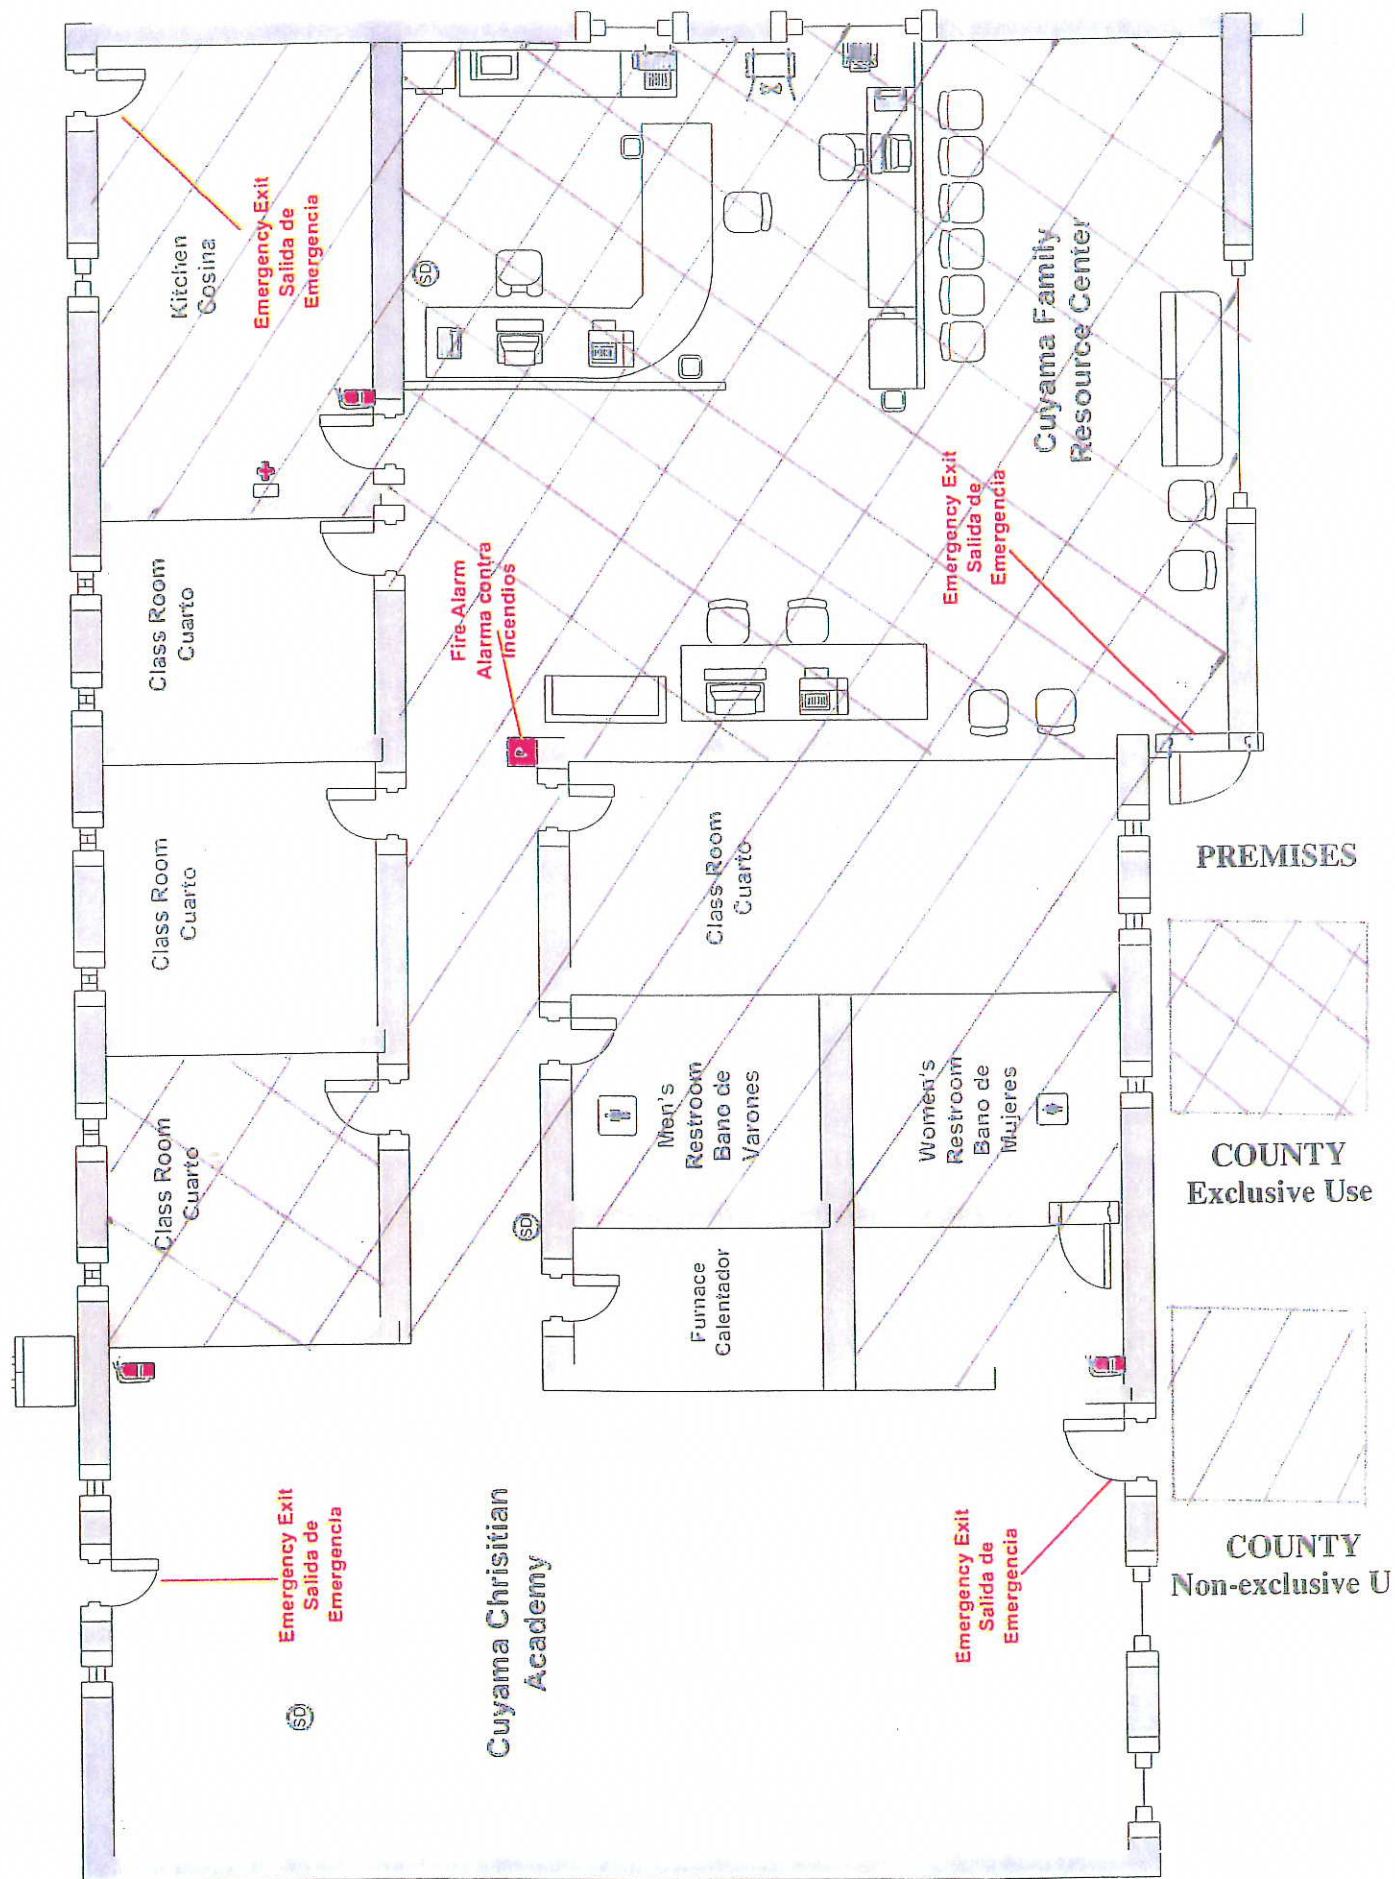 Kitchen
Cosina
Emergency Exit
Salida de
Emergencia
SD
Cuyama Family
Resource Center
Class Room
Cuarto
Fire Alarm
Alarma contra
Incendios
Emergency Exit
Salida de
Emergencia
P
Class Room
Cuarto
Class Room
Cuarto
PREMISES
Class Room
Cuarto
Men's
Restroom
Bano de
Varones
Women's
Restroom
Bano de
Mujeres
COUNTY
Exclusive Use
SD
Furnace
Calentador
Emergency Exit
Salida de
Emergencia
Cuyama Chrisitian
Academy
Emergency Exit
Salida de
Emergencia
COUNTY
Non-exclusive U
SD